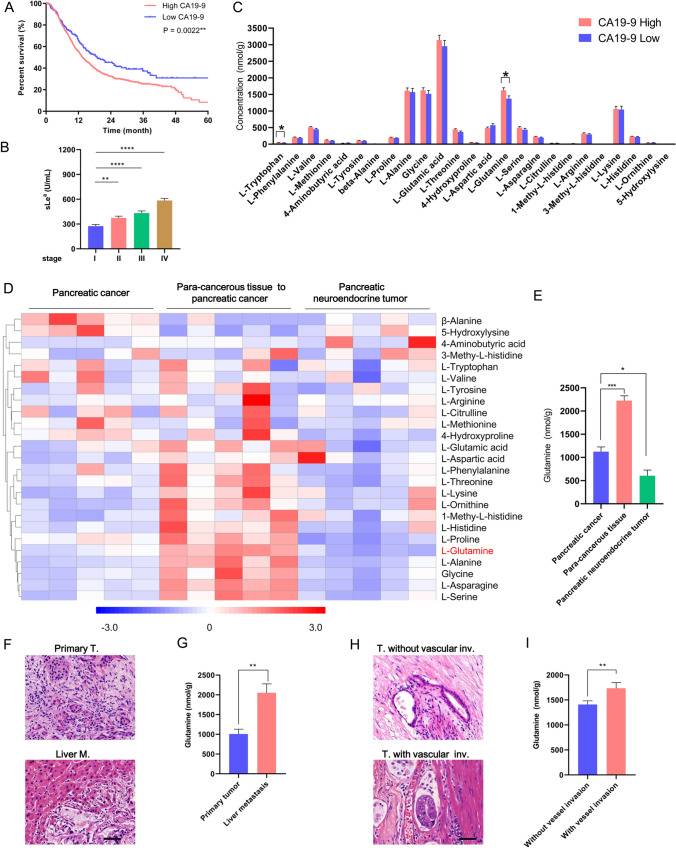 A
High CA19-9
Low CA19-9
P = 0.0022**
Percent survival (%)
100
80
60
40
20
0
0
12
24
36
48
60
Time (month)
B
sLeª (U/mL)
900
600
300
0
**
****
****
stage
I
II
III
IV
C
CA19-9 High
CA19-9 Low
Concentration (nmol/g)
3500
3000
2500
2000
1500
1000
500
0
*
*
L-Tryptophan
L-Phenylalanine
L-Valine
L-Methionine
4-Aminobutyric acid
L-Tyrosine
beta-Alanine
L-Proline
L-Alanine
Glycine
L-Glutamic acid
L-Threonine
4-Hydroxyproline
L-Aspartic acid
L-Glutamine
L-Serine
L-Asparagine
L-Citrulline
1-Methyl-L-histidine
L-Arginine
3-Methyl-L-histidine
L-Lysine
L-Histidine
L-Ornithine
5-Hydroxylysine
D
Pancreatic cancer
Para-cancerous tissue to
pancreatic cancer
Pancreatic
neuroendocrine tumor
β-Alanine
5-Hydroxylysine
4-Aminobutyric acid
3-Methy-L-histidine
L-Tryptophan
L-Valine
L-Tyrosine
L-Arginine
L-Citrulline
L-Methionine
4-Hydroxyproline
L-Glutamic acid
L-Aspartic acid
L-Phenylalanine
L-Threonine
L-Lysine
L-Ornithine
1-Methy-L-histidine
L-Histidine
L-Proline
L-Glutamine
L-Alanine
Glycine
L-Asparagine
L-Serine
-3.0
0
3.0
E
Glutamine (nmol/g)
2500
2000
1500
1000
500
0
***
*
Pancreatic cancer
Para-cancerous tissue
Pancreatic neuroendocrine tumor
F
Primary T.
Liver M.
G
Glutamine (nmol/g)
2500
2000
1500
1000
500
0
**
Primary tumor
Liver metastasis
H
T. without vascular inv.
T. with vascular inv.
I
Glutamine (nmol/g)
2500
2000
1500
1000
500
0
**
Without vessel invasion
With vessel invasion